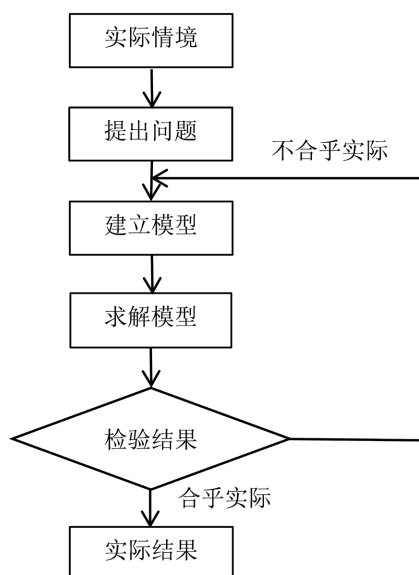 实际情境
提出问题
不合乎实际
建立模型
求解模型
检验结果
合乎实际
实际结果